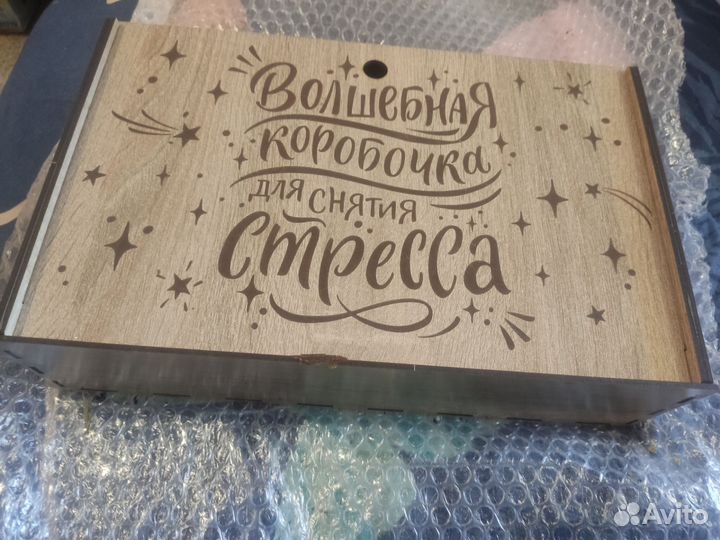 Волшебная
коробочка
для снятия
Стресса
Avito